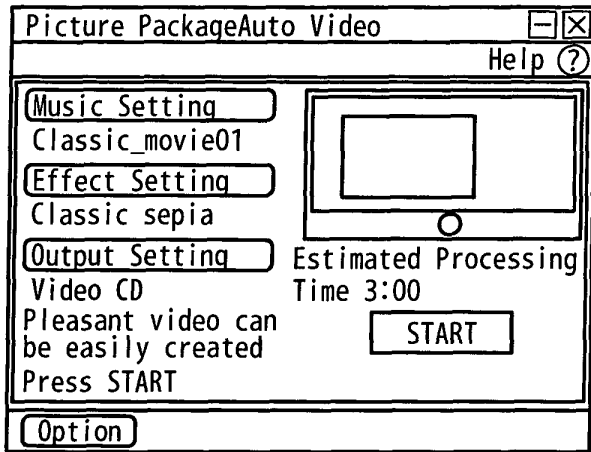 Picture PackageAuto Video
Help ?
Music Setting
Classic_movie01
Effect Setting
Classic sepia
Output Setting
Video CD
Pleasant video can
be easily created
Press START
Estimated Processing
Time 3:00
START
Option